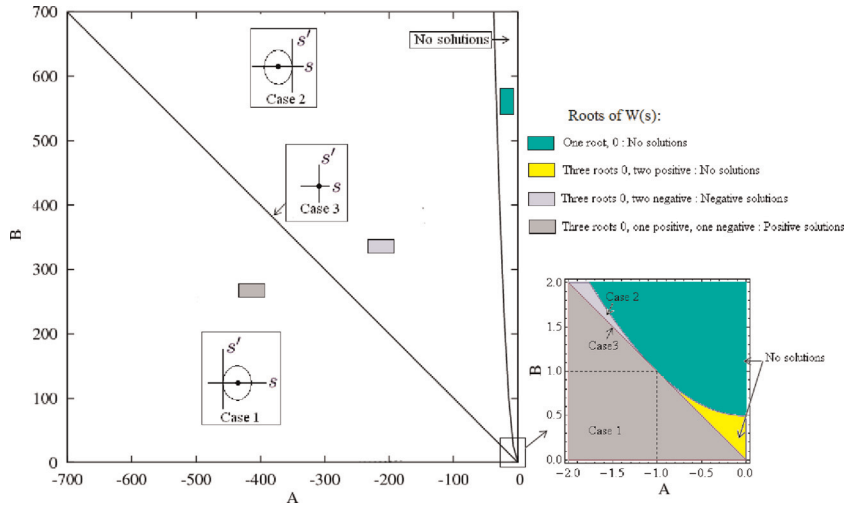 700
600
500
400
300
200
100
0
B
-700
-600
-500
-400
-300
-200
-100
0
A
s′
s
Case 2
No solutions
s′
s
Case 3
s′
s
Case 1
Roots of W(s):
One root, 0 : No solutions
Three roots 0, two positive : No solutions
Three roots 0, two negative : Negative solutions
Three roots 0, one positive, one negative : Positive solutions
2.0
1.5
1.0
0.5
0.0
B
Case 2
Case3
Case 1
No solutions
−2.0
−1.5
−1.0
−0.5
0.0
A